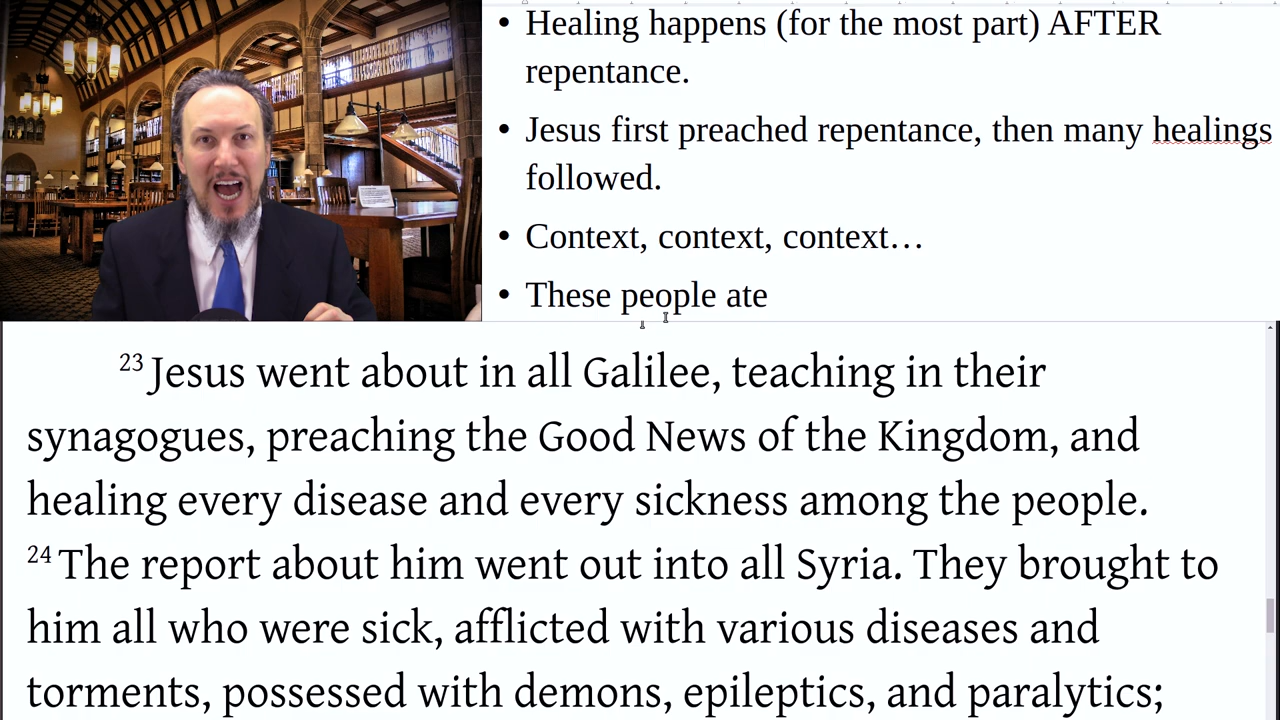 • Healing happens (for the most part) AFTER
repentance.
• Jesus first preached repentance, then many healings
followed.
• Context, context, context…
• These people ate
23 Jesus went about in all Galilee, teaching in their
synagogues, preaching the Good News of the Kingdom, and
healing every disease and every sickness among the people.
24 The report about him went out into all Syria. They brought to
him all who were sick, afflicted with various diseases and
torments, possessed with demons, epileptics, and paralytics;